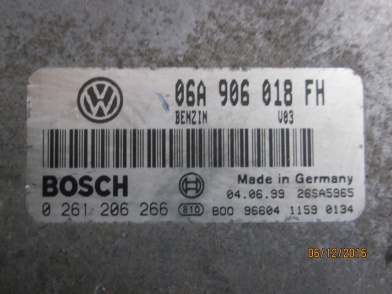 06A 906 018 FH
BENZIN V03
BOSCH
Made in Germany
04.06.99 26SA5965
0 261 206 266 810 B00 96604 1159 0134
06/12/2016